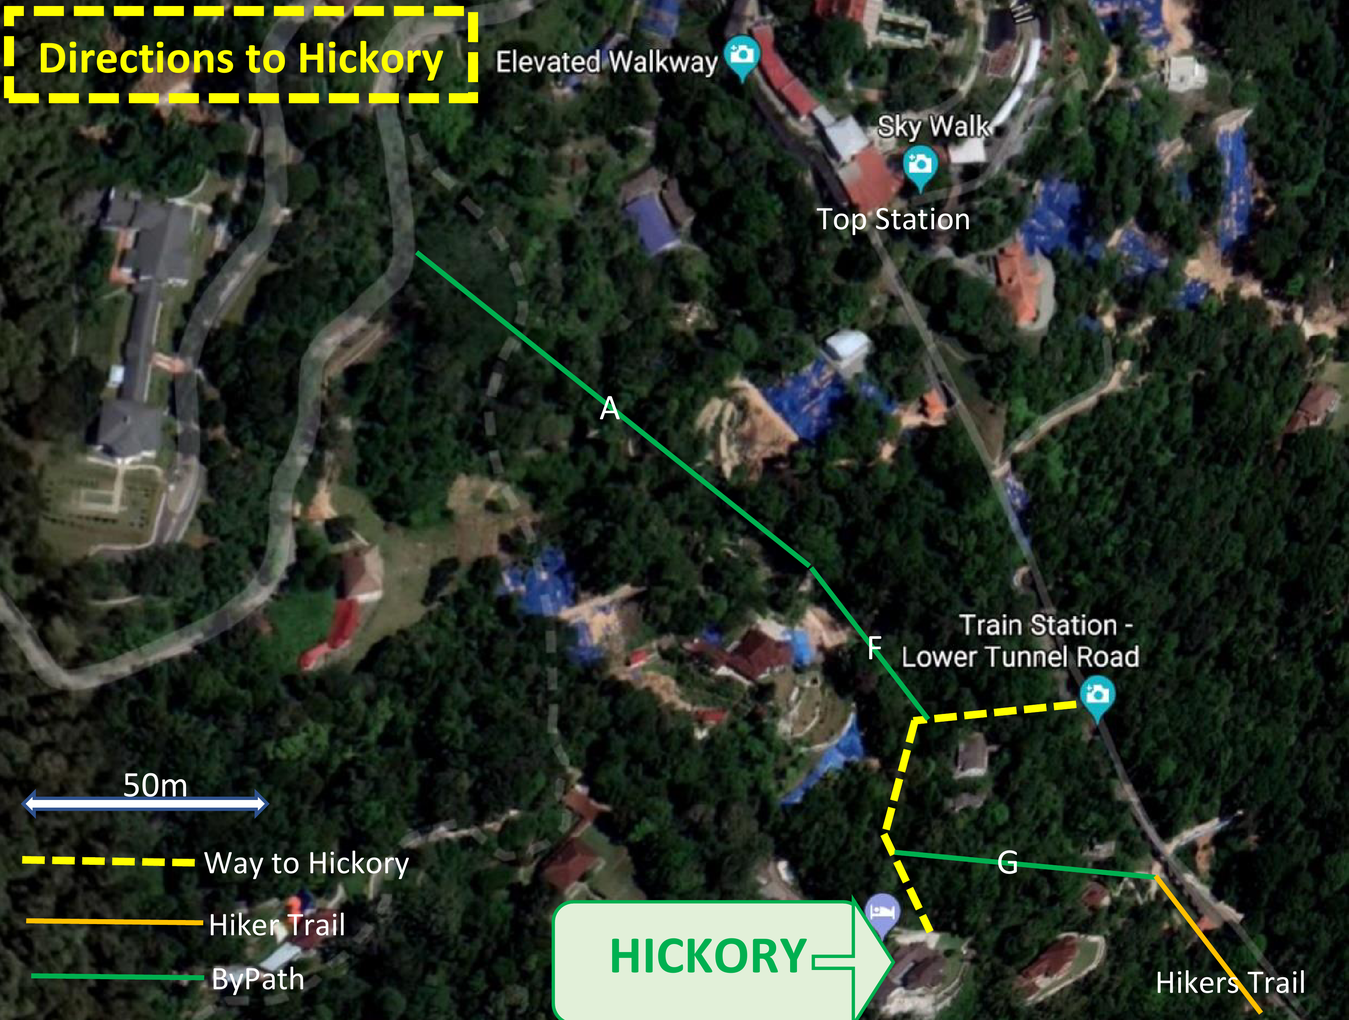 Directions to Hickory
Elevated Walkway
Sky Walk
Top Station
A
Train Station -
Lower Tunnel Road
F
50m
Way to Hickory
G
Hiker Trail
HICKORY
ByPath
Hikers Trail